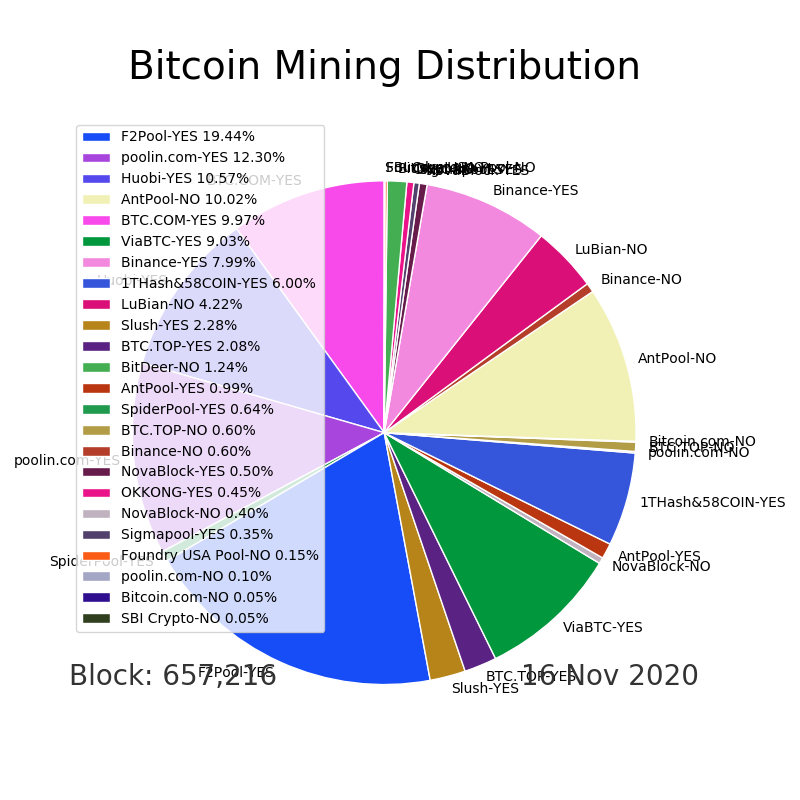 Bitcoin Mining Distribution
F2Pool-YES 19.44%
poolin.com-YES 12.30%
Huobi-YES 10.57%
AntPool-NO 10.02%
BTC.COM-YES 9.97%
ViaBTC-YES 9.03%
Binance-YES 7.99%
1THash&58COIN-YES 6.00%
LuBian-NO 4.22%
Slush-YES 2.28%
BTC.TOP-YES 2.08%
BitDeer-NO 1.24%
AntPool-YES 0.99%
SpiderPool-YES 0.64%
BTC.TOP-NO 0.60%
Binance-NO 0.60%
NovaBlock-YES 0.50%
OKKONG-YES 0.45%
NovaBlock-NO 0.40%
Sigmapool-YES 0.35%
Foundry USA Pool-NO 0.15%
poolin.com-NO 0.10%
Bitcoin.com-NO 0.05%
SBI Crypto-NO 0.05%
BTC.COM-YES
Huobi-YES
poolin.com-YES
SpiderPool-YES
F2Pool-YES
Slush-YES
BTC.TOP-YES
ViaBTC-YES
NovaBlock-NO
AntPool-YES
1THash&58COIN-YES
poolin.com-NO
BTC.TOP-NO
Bitcoin.com-NO
AntPool-NO
Binance-NO
LuBian-NO
Binance-YES
Block: 657,216
16 Nov 2020